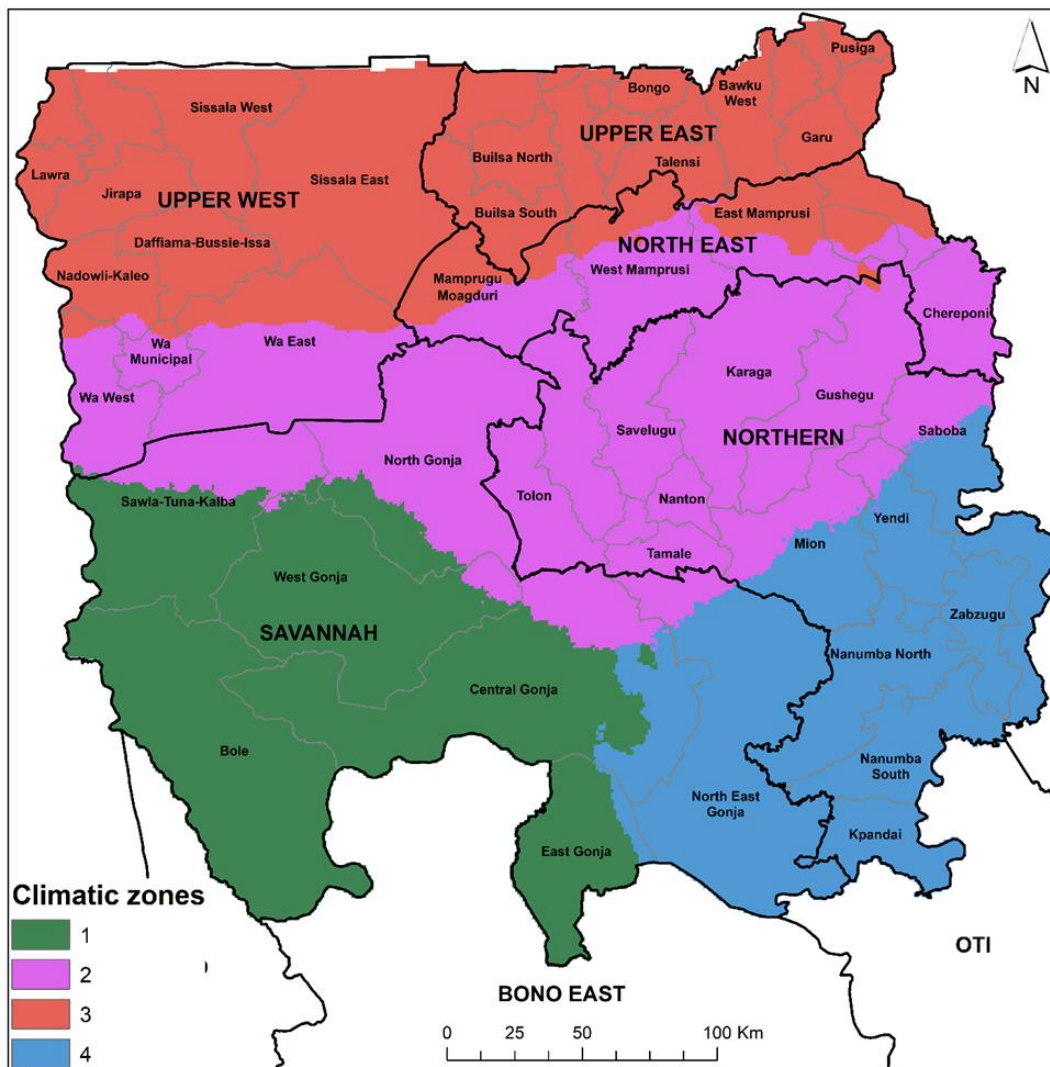 N
Pusiga
Bawku
West
Bongo
Sissala West
UPPER EAST
Garu
Builsa North
Talensi
Lawra
Jirapa
Sissala East
UPPER WEST
Builsa South
East Mamprusi
Daffiama-Bussie-Issa
NORTH EAST
Nadowli-Kaleo
Mamprugu
Moagduri
West Mamprusi
Chereponi
Wa
Municipal
Wa East
Karaga
Wa West
Gushegu
Savelugu
NORTHERN
Saboba
North Gonja
Sawla-Tuna-Kalba
Tolon
Nanton
Yendi
Mion
Tamale
West Gonja
Zabzugu
SAVANNAH
Nanumba North
Central Gonja
Bole
Nanumba
South
North East
Gonja
Kpandai
East Gonja
Climatic zones
1
2
3
4
OTI
BONO EAST
0 25 50 100 Km